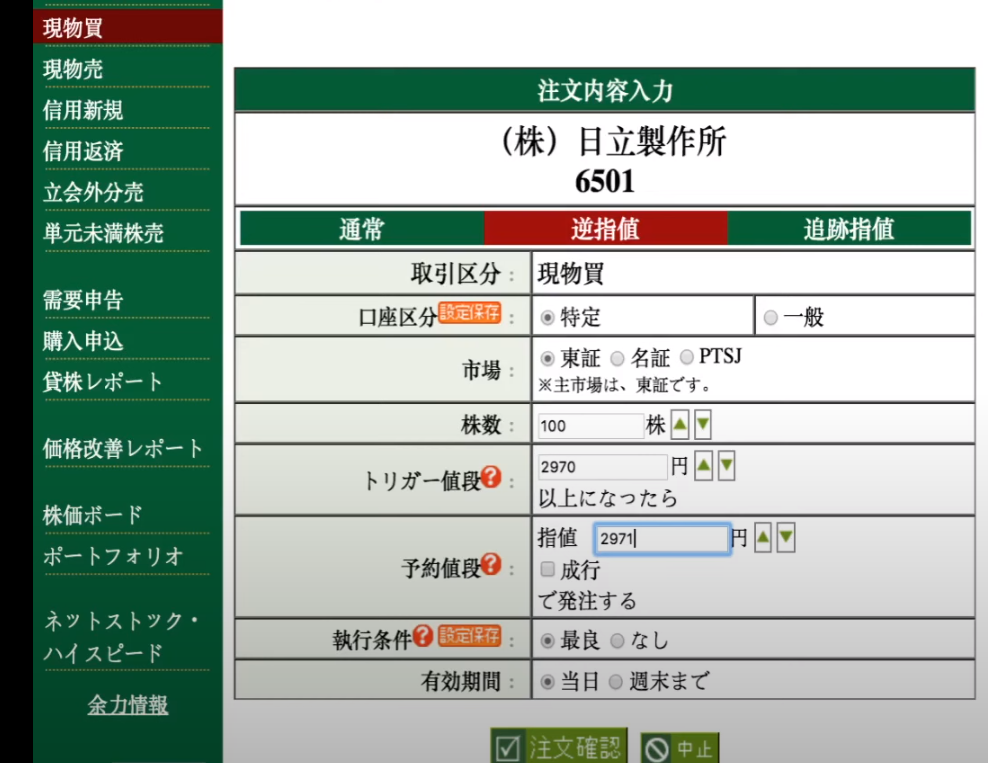 現物買
現物売
信用新規
信用返済
立会外分売
単元未満株売
需要申告
購入申込
貸株レポート
価格改善レポート
株価ボード
ポートフォリオ
ネットストック・
ハイスピード
余力情報
注文内容入力
（株）日立製作所
6501
通常 逆指値 追跡指値
取引区分： 現物買
口座区分 設定保存： 特定 一般
市場： 東証 名証 PTSJ
※主市場は、東証です。
株数： 100 株 ▲ ▼
トリガー値段?： 2970 円 ▲ ▼
以上になったら
予約値段?： 指値 2971 円 ▲ ▼
成行
で発注する
執行条件? 設定保存： 最良 なし
有効期間： 当日 週末まで
注文確認 中止